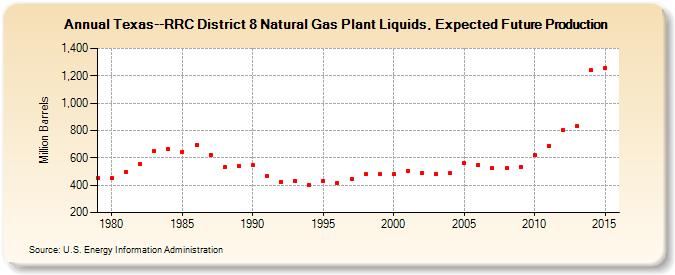 Annual Texas--RRC District 8 Natural Gas Plant Liquids, Expected Future Production
Million Barrels
1,400
1,200
1,000
800
600
400
200
1980 1985 1990 1995 2000 2005 2010 2015
Source: U.S. Energy Information Administration